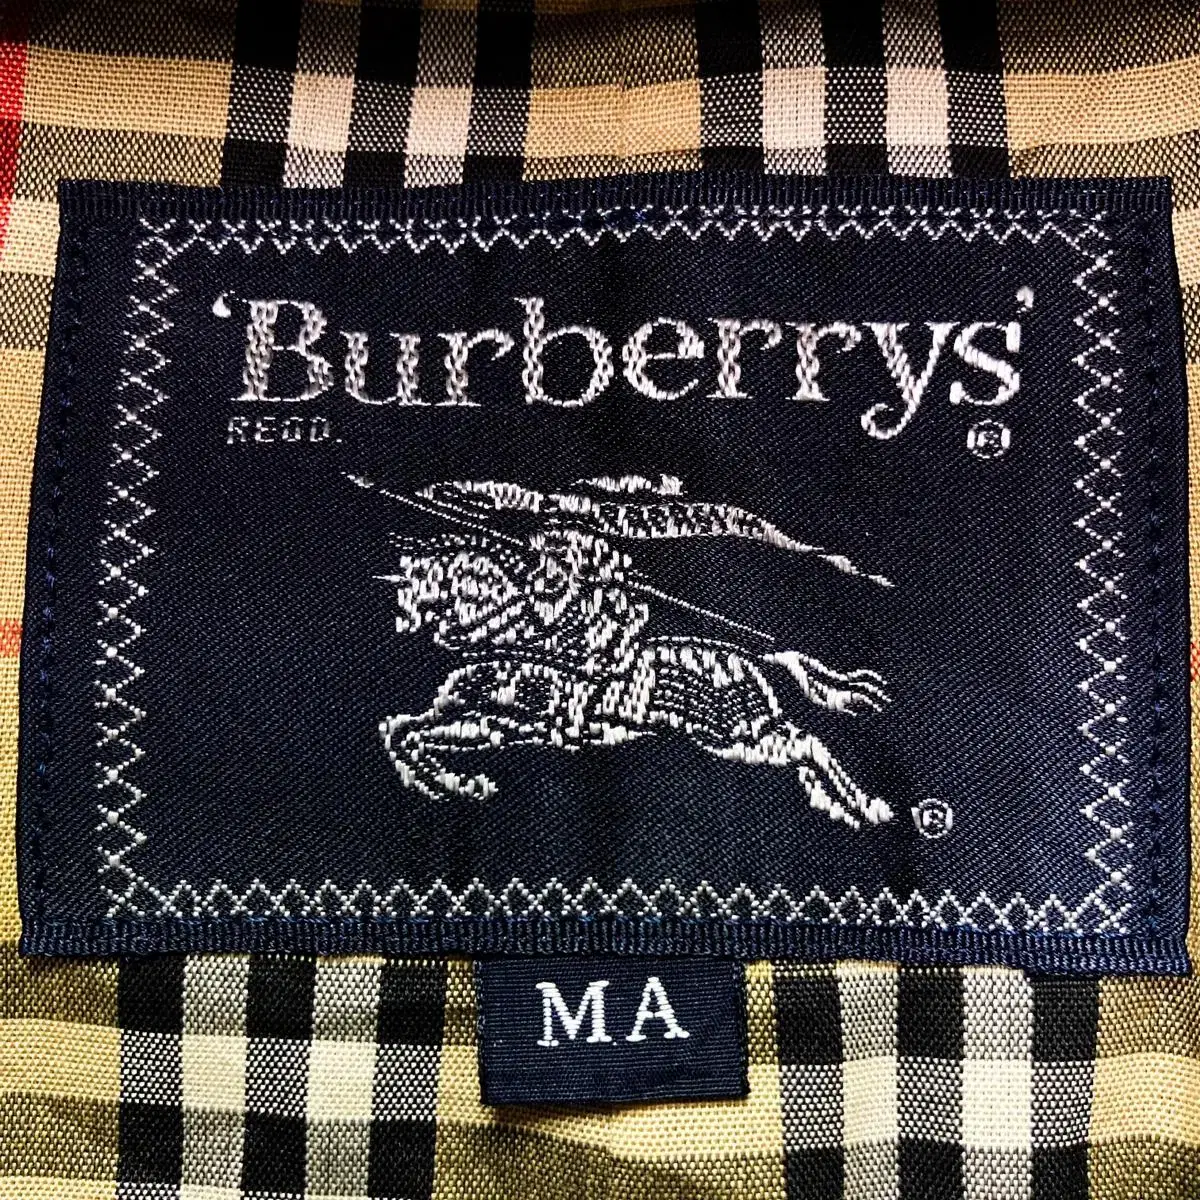 ‘Burberrys’
REGD. ®
®
MA